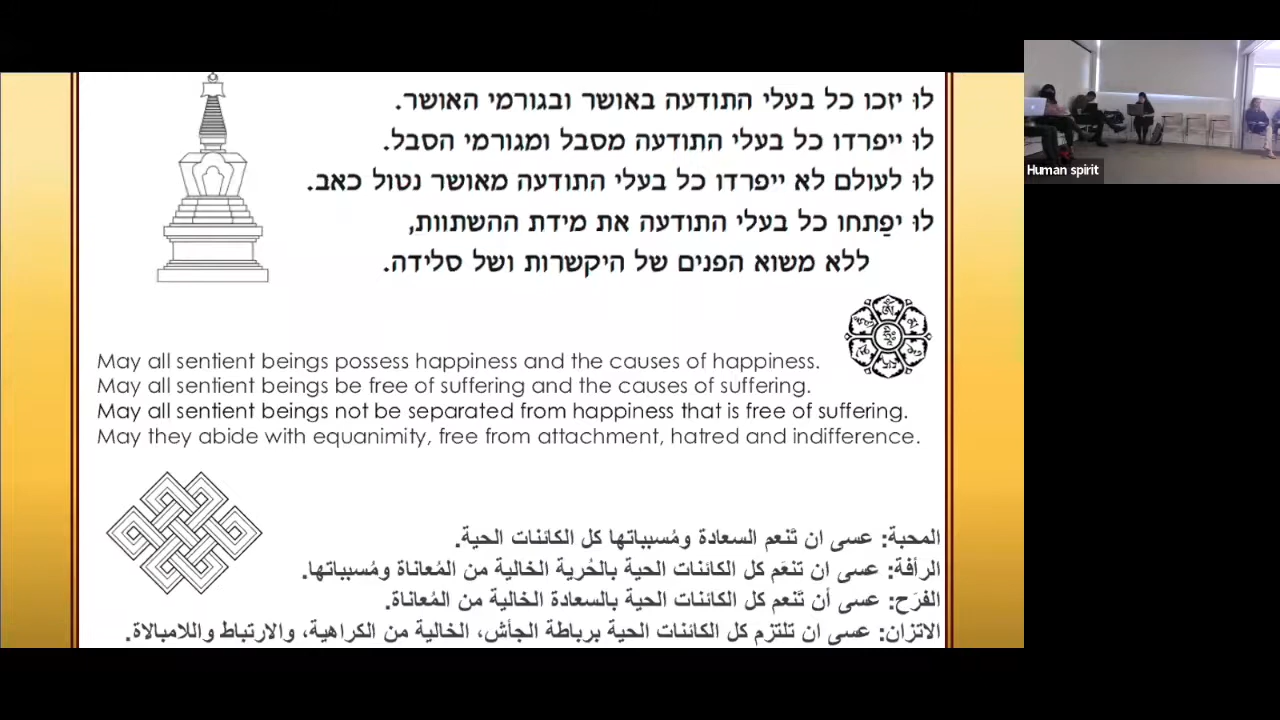 לוּ יזכו כל בעלי התודעה באושר ובגורמי האושר.
לוּ ייפרדו כל בעלי התודעה מסבל ומגורמי הסבל.
לוּ לעולם לא ייפרדו כל בעלי התודעה מאושר נטול כאב.
לוּ יפַתחו כל בעלי התודעה את מידת ההשתוות,
ללא משוא הפנים של היקשרות ושל סלידה.
May all sentient beings possess happiness and the causes of happiness.
May all sentient beings be free of suffering and the causes of suffering.
May all sentient beings not be separated from happiness that is free of suffering.
May they abide with equanimity, free from attachment, hatred and indifference.
المحبة: عسى ان تَنعم السعادة ومُسبباتها كل الكائنات الحية.
الرأفة: عسى ان تنعَم كل الكائنات الحية بالحُرية الخالية من المُعاناة ومُسبباتها.
الفرَح: عسى أن تَنعم كل الكائنات الحية بالسعادة الخالية من المُعاناة.
الاتزان: عسى ان تلتزم كل الكائنات الحية برباطة الجأش، الخالية من الكراهية، والارتباط واللامبالاة.
Human spirit